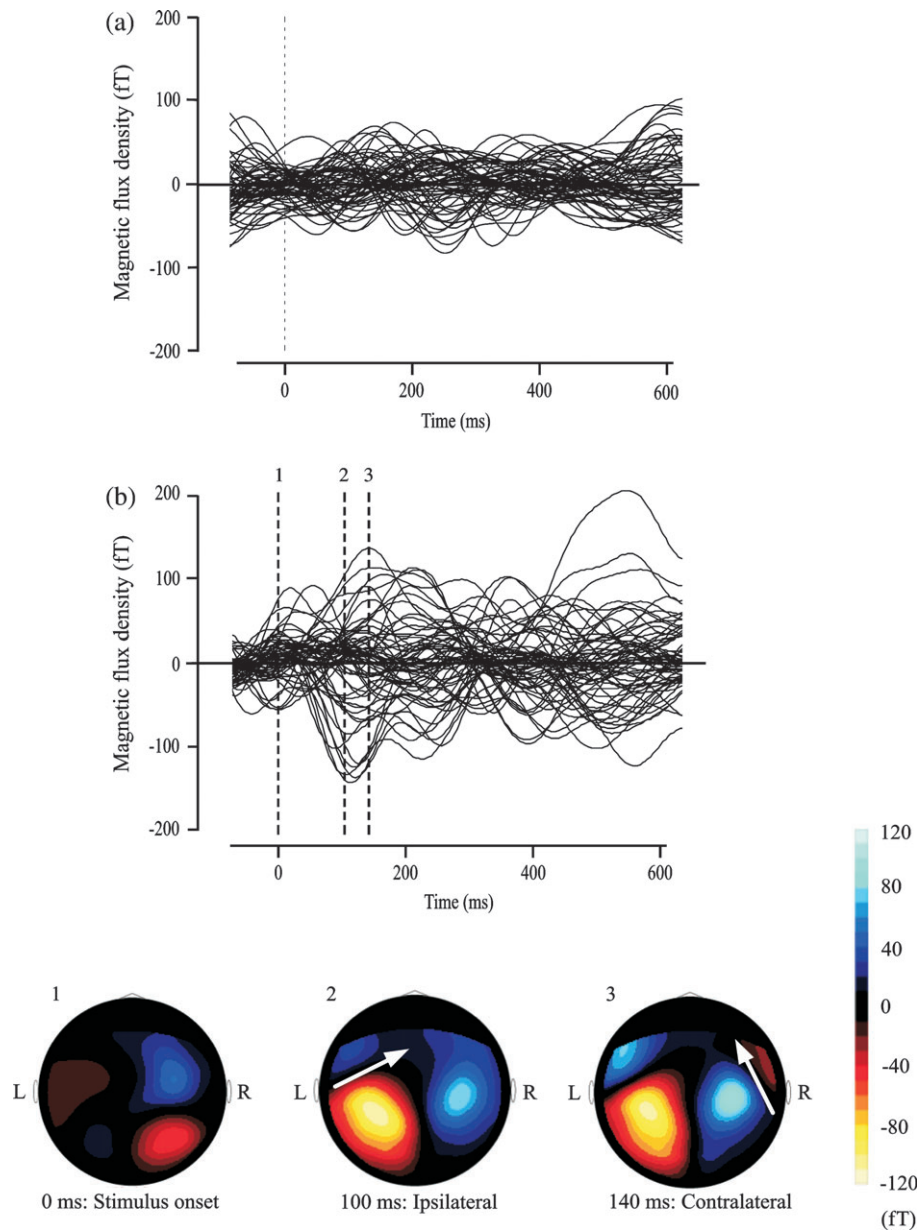 (a)
200
100
0
-100
-200
Magnetic flux density (fT)
0 200 400 600
Time (ms)
(b)
1 2 3
200
100
0
-100
-200
Magnetic flux density (fT)
0 200 400 600
Time (ms)
120
80
40
0
-40
-80
-120
(fT)
1
L R
0 ms: Stimulus onset
2
L R
100 ms: Ipsilateral
3
L R
140 ms: Contralateral